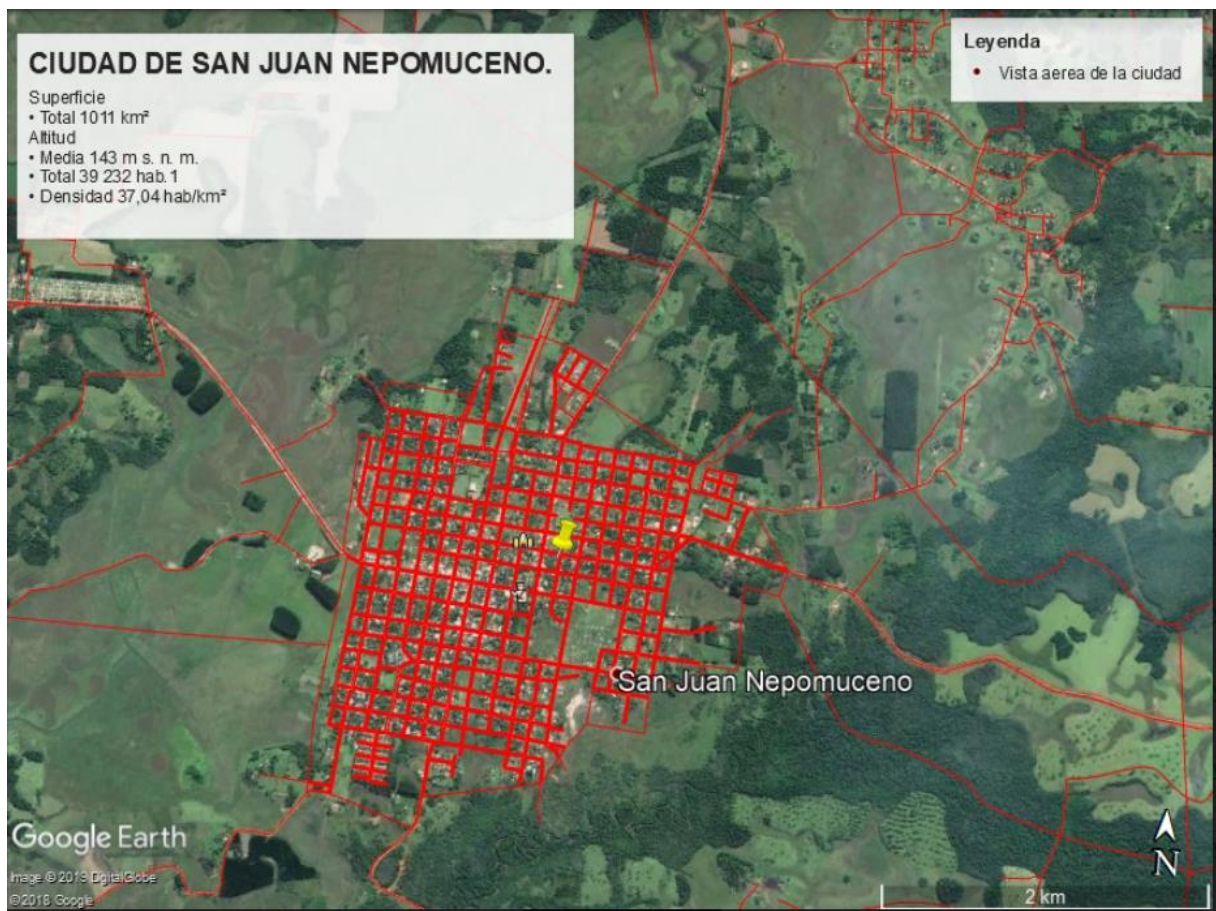 CIUDAD DE SAN JUAN NEPOMUCENO.
Superficie
• Total 1011 km²
Altitud
• Media 143 m s. n. m.
• Total 39 232 hab.1
• Densidad 37,04 hab/km²
Leyenda
• Vista aerea de la ciudad
San Juan Nepomuceno
Google Earth
Image © 2018 DigitalGlobe
©2018 Google
N
2 km